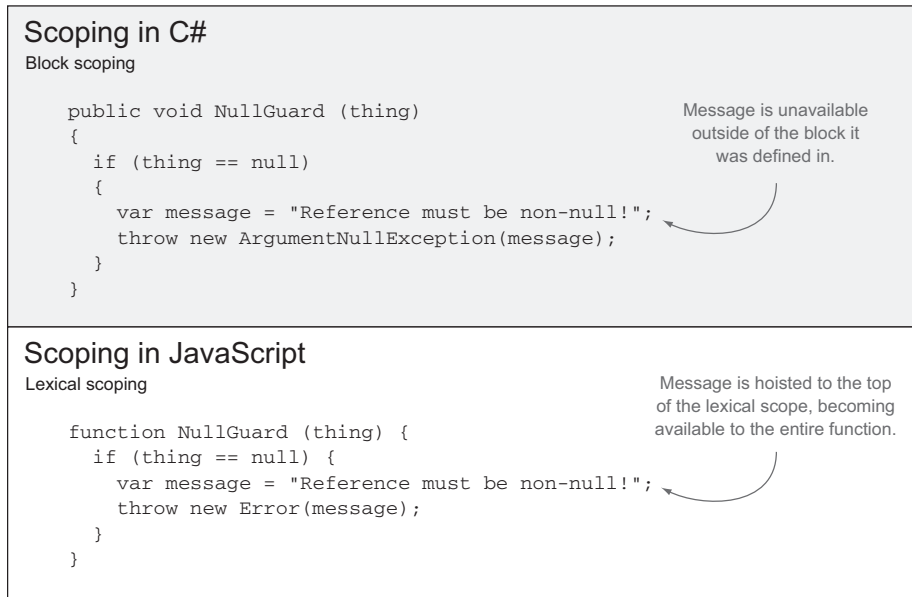 Scoping in C#
Block scoping
public void NullGuard (thing)
{
  if (thing == null)
  {
    var message = "Reference must be non-null!";
    throw new ArgumentNullException(message);
  }
}
Message is unavailable
outside of the block it
was defined in.
Scoping in JavaScript
Lexical scoping
function NullGuard (thing) {
  if (thing == null) {
    var message = "Reference must be non-null!";
    throw new Error(message);
  }
}
Message is hoisted to the top
of the lexical scope, becoming
available to the entire function.